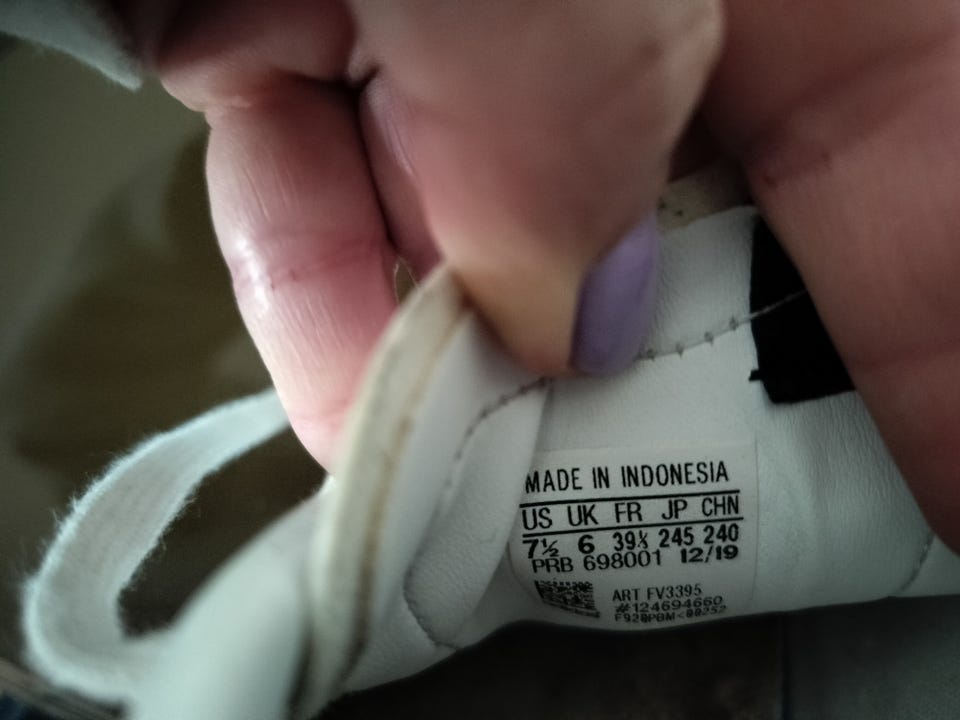 MADE IN INDONESIA
US UK FR JP CHN
7½ 6 39⅓ 245 240
PRB 698001 12/19
ART FV3395
#124694660